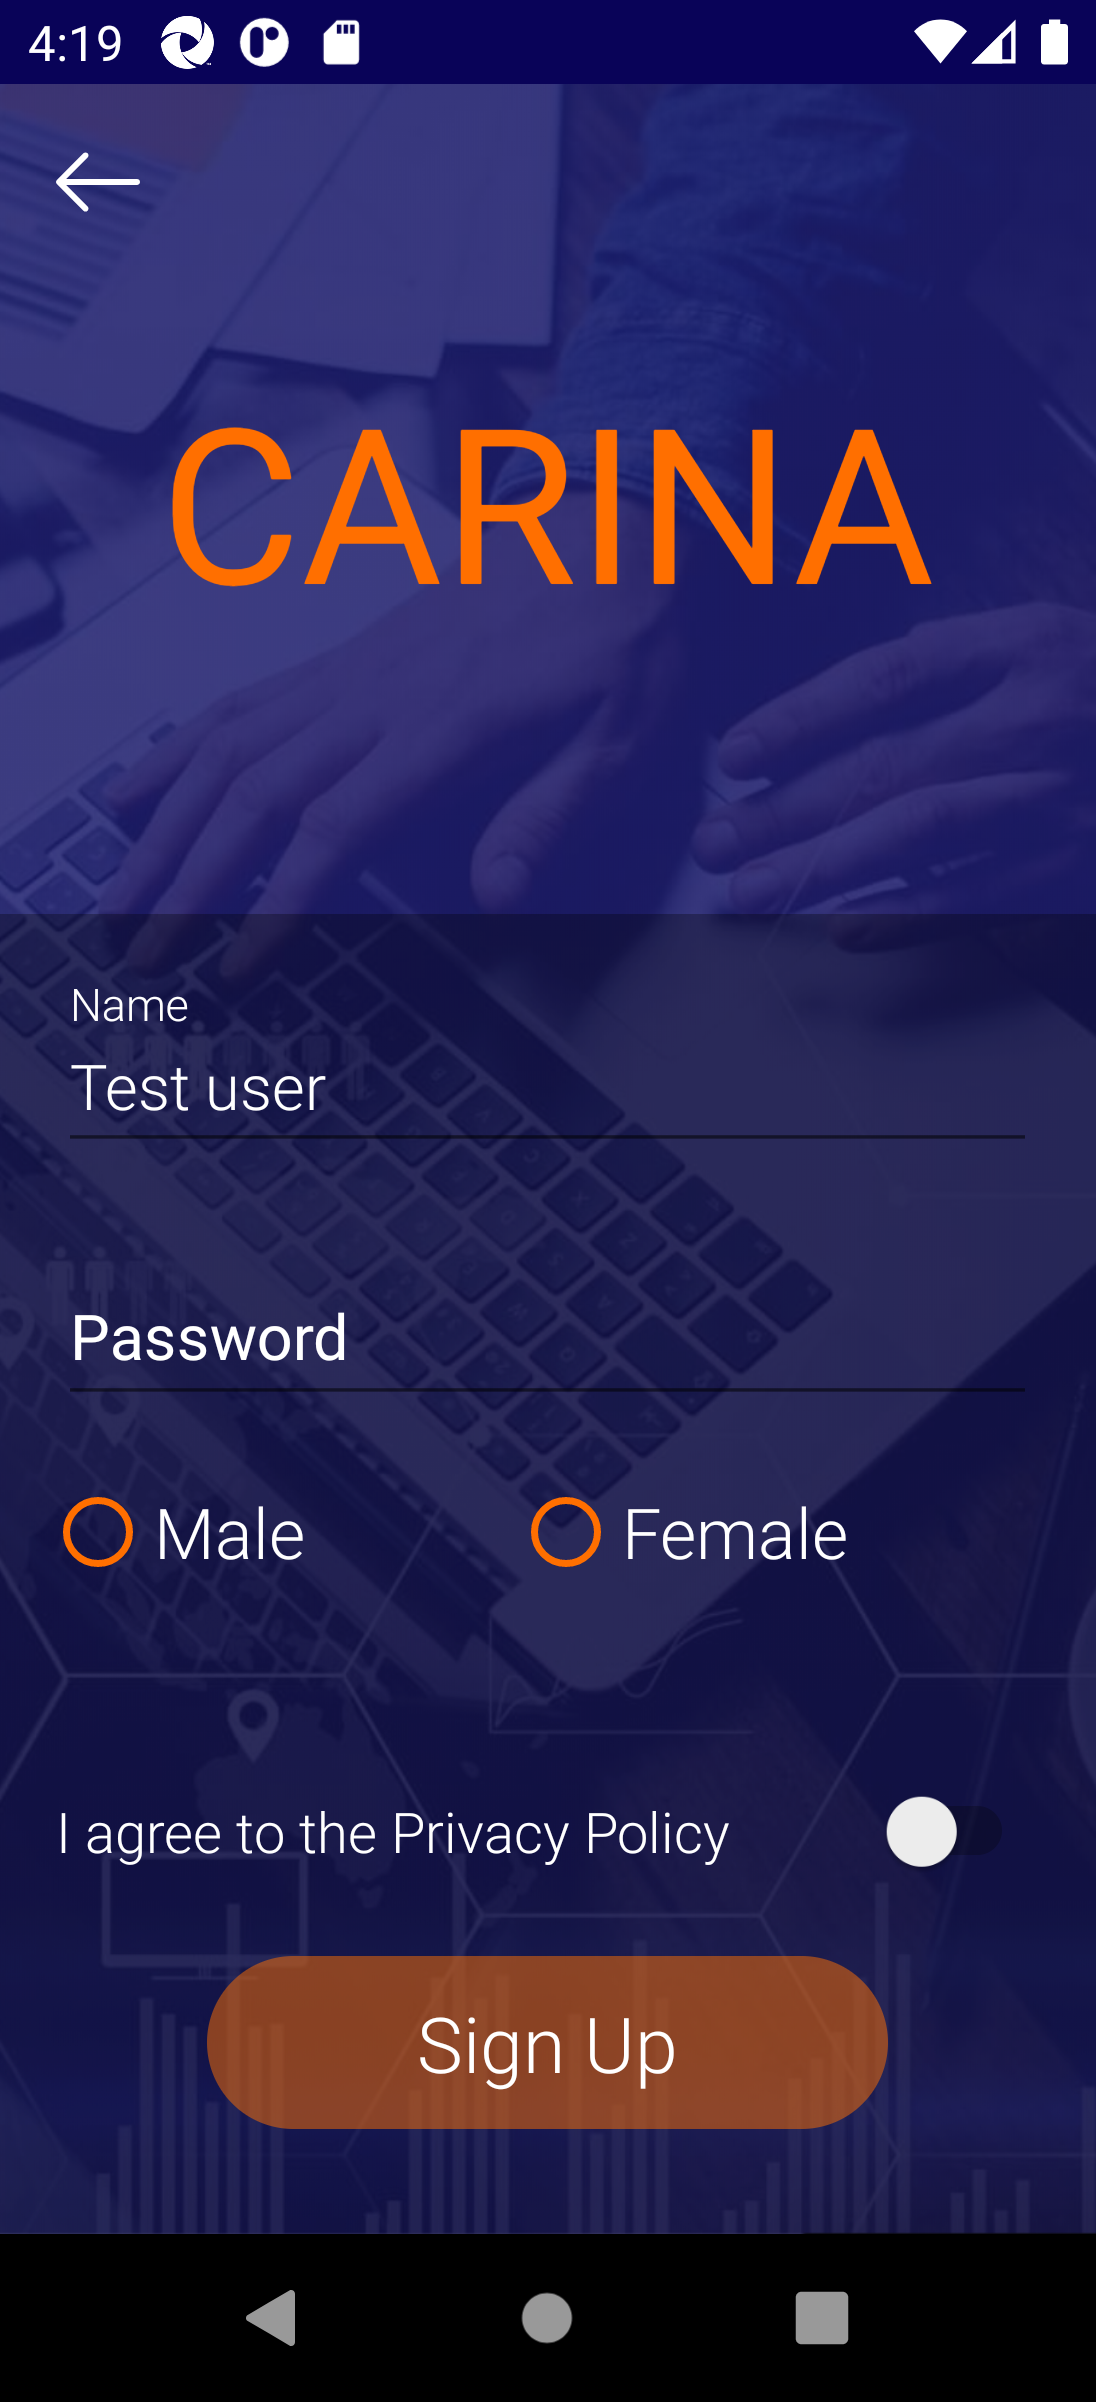 4:19
CARINA
Name
Test user
Password
Male
Female
I agree to the Privacy Policy
Sign Up